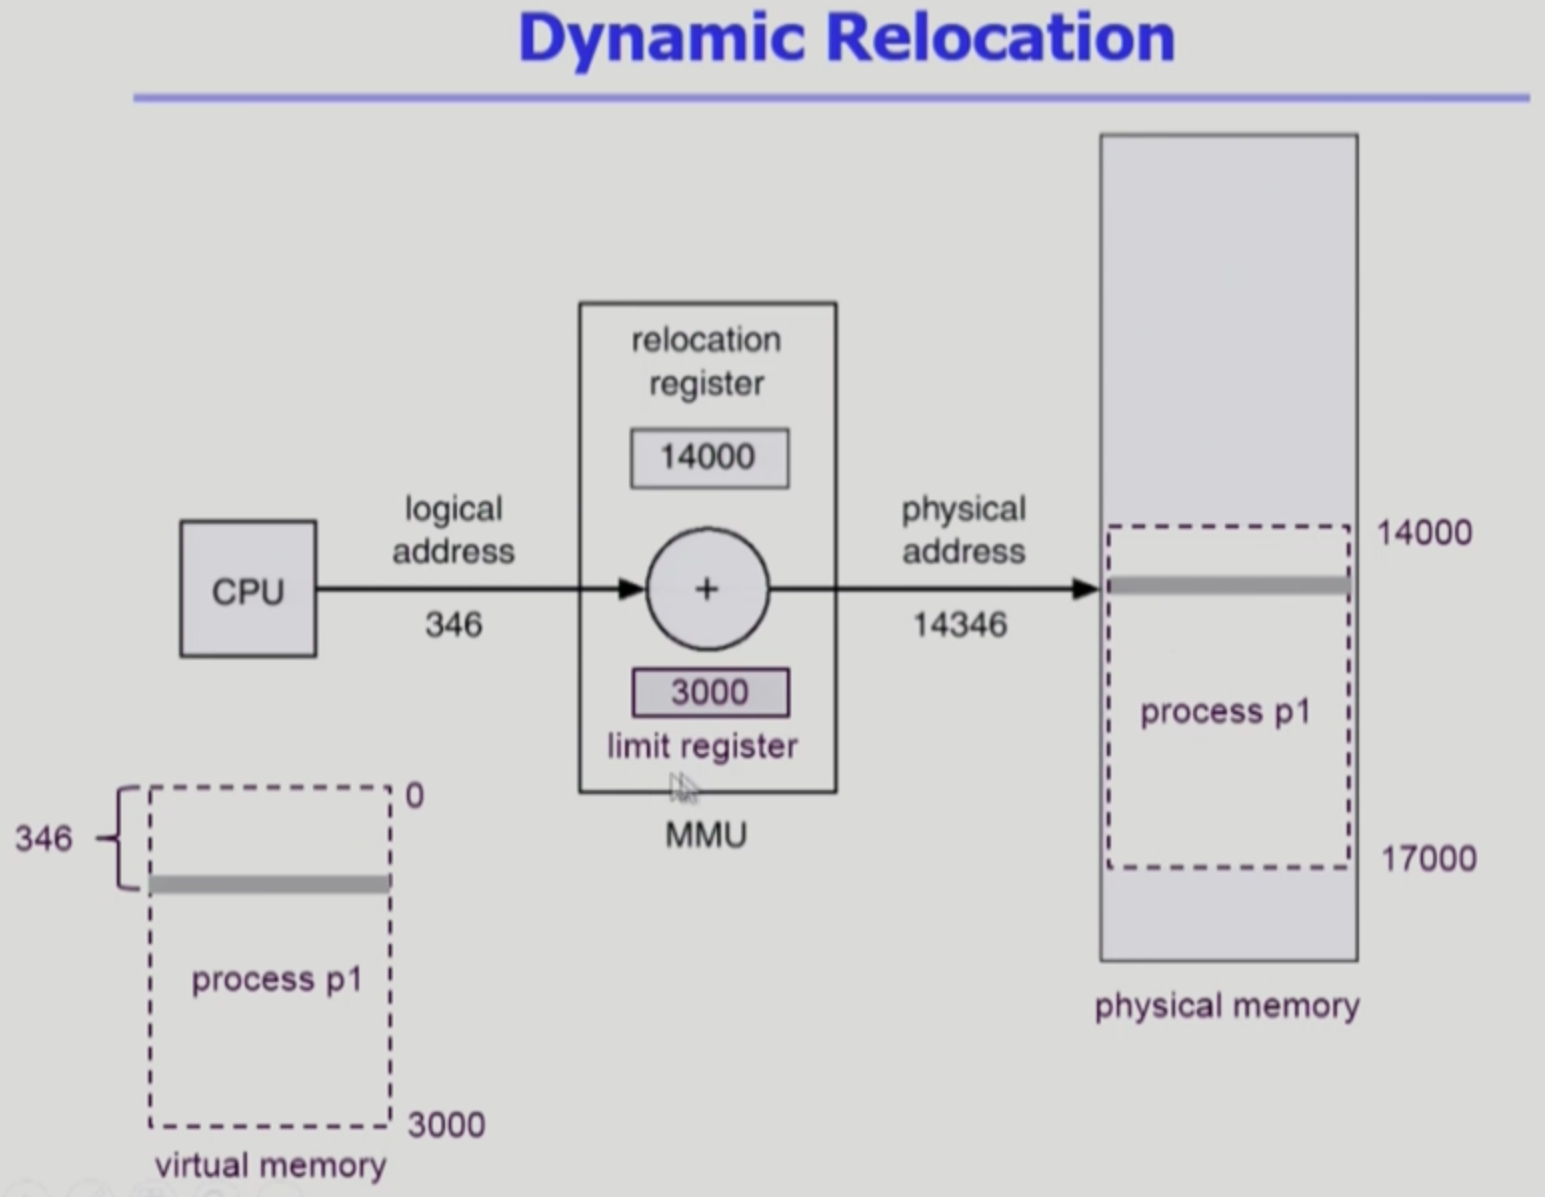 Dynamic Relocation
relocation
register
14000
logical
address
346
CPU
+
physical
address
14346
3000
limit register
MMU
14000
process p1
17000
physical memory
346
0
process p1
3000
virtual memory